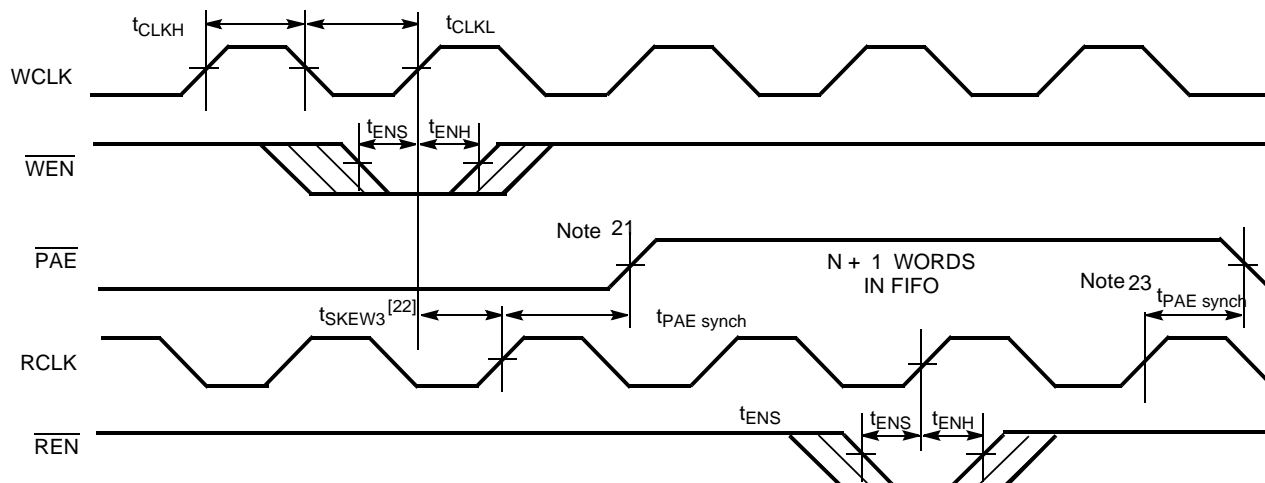 tCLKH tCLKL
WCLK
tENS tENH
WEN
Note 21
PAE
N + 1 WORDS
IN FIFO
Note 23
tSKEW3 [22] tPAE synch tPAE synch
RCLK
tENS tENS tENH
REN